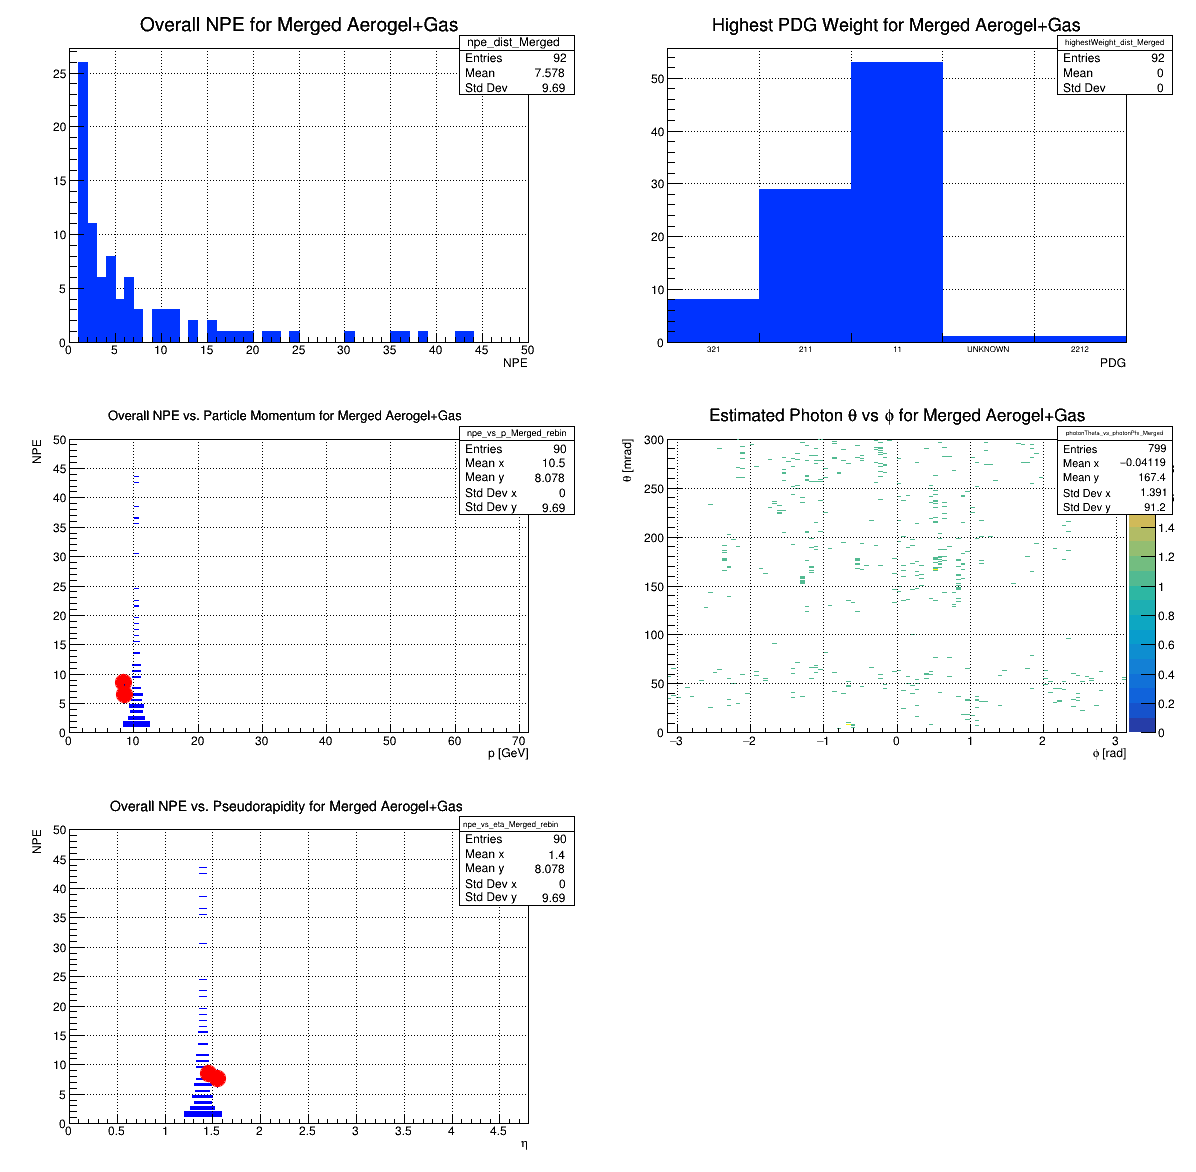 Overall NPE for Merged Aerogel+Gas
npe_dist_Merged
Entries 92
Mean 7.578
Std Dev 9.69
25
20
15
10
5
0
0 5 10 15 20 25 30 35 40 45 50
NPE
Highest PDG Weight for Merged Aerogel+Gas
highestWeight_dist_Merged
Entries 92
Mean 0
Std Dev 0
50
40
30
20
10
0
321 211 11 UNKNOWN 2212
PDG
Overall NPE vs. Particle Momentum for Merged Aerogel+Gas
npe_vs_p_Merged_rebin
Entries 90
Mean x 10.5
Mean y 8.078
Std Dev x 0
Std Dev y 9.69
NPE
50
45
40
35
30
25
20
15
10
5
0
0 10 20 30 40 50 60 70
p [GeV]
Estimated Photon θ vs ϕ for Merged Aerogel+Gas
photonTheta_vs_photonPhi_Merged
Entries 799
Mean x −0.04119
Mean y 167.4
Std Dev x 1.391
Std Dev y 91.2
θ [mrad]
300
250
200
150
100
50
0
−3 −2 −1 0 1 2 3
ϕ [rad]
1.4
1.2
1
0.8
0.6
0.4
0.2
0
Overall NPE vs. Pseudorapidity for Merged Aerogel+Gas
npe_vs_eta_Merged_rebin
Entries 90
Mean x 1.4
Mean y 8.078
Std Dev x 0
Std Dev y 9.69
NPE
50
45
40
35
30
25
20
15
10
5
0
0 0.5 1 1.5 2 2.5 3 3.5 4 4.5
η